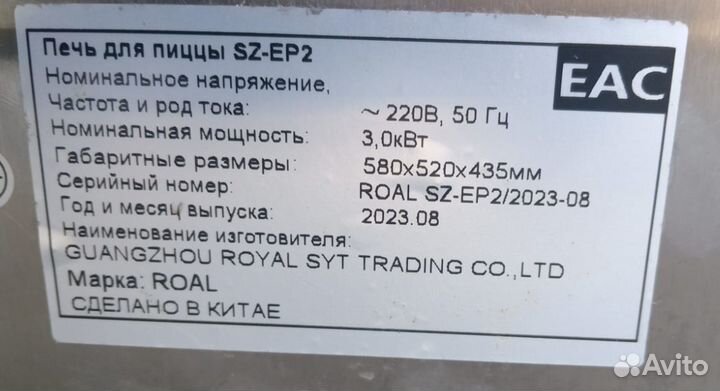 Печь для пиццы SZ-EP2
EAC
Номинальное напряжение,
Частота и род тока: ~ 220В, 50 Гц
Номинальная мощность: 3,0кВт
Габаритные размеры: 580х520х435мм
Серийный номер: ROAL SZ-EP2/2023-08
Год и месяц выпуска: 2023.08
Наименование изготовителя:
GUANGZHOU ROYAL SYT TRADING CO.,LTD
Марка: ROAL
СДЕЛАНО В КИТАЕ
Avito